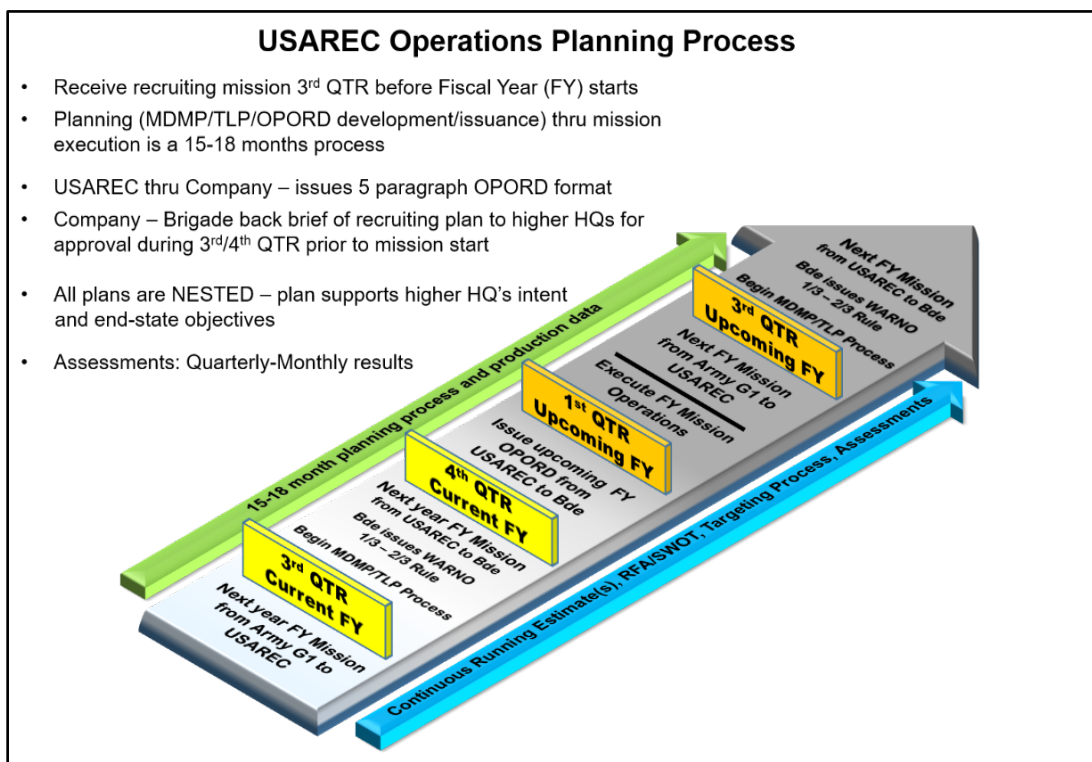 USAREC Operations Planning Process
• Receive recruiting mission 3rd QTR before Fiscal Year (FY) starts
• Planning (MDMP/TLP/OPORD development/issuance) thru mission
execution is a 15-18 months process
• USAREC thru Company – issues 5 paragraph OPORD format
• Company – Brigade back brief of recruiting plan to higher HQs for
approval during 3rd/4th QTR prior to mission start
• All plans are NESTED – plan supports higher HQ's intent
and end-state objectives
• Assessments: Quarterly-Monthly results
15-18 month planning process and production data
Next year FY Mission
from Army G1 to
USAREC
3rd QTR
Current FY
Begin MDMP/TLP Process
Bde issues WARNO
1/3 – 2/3 Rule
Next year FY Mission
from USAREC to Bde
4th QTR
Current FY
Issue upcoming FY
OPORD from
USAREC to Bde
1st QTR
Upcoming FY
Execute FY Mission
Operations
Next FY Mission
from Army G1 to
USAREC
3rd QTR
Upcoming FY
Begin MDMP/TLP Process
Bde issues WARNO
1/3 – 2/3 Rule
Next FY Mission
from USAREC to Bde
Continuous Running Estimate(s), RFA/SWOT, Targeting Process, Assessments